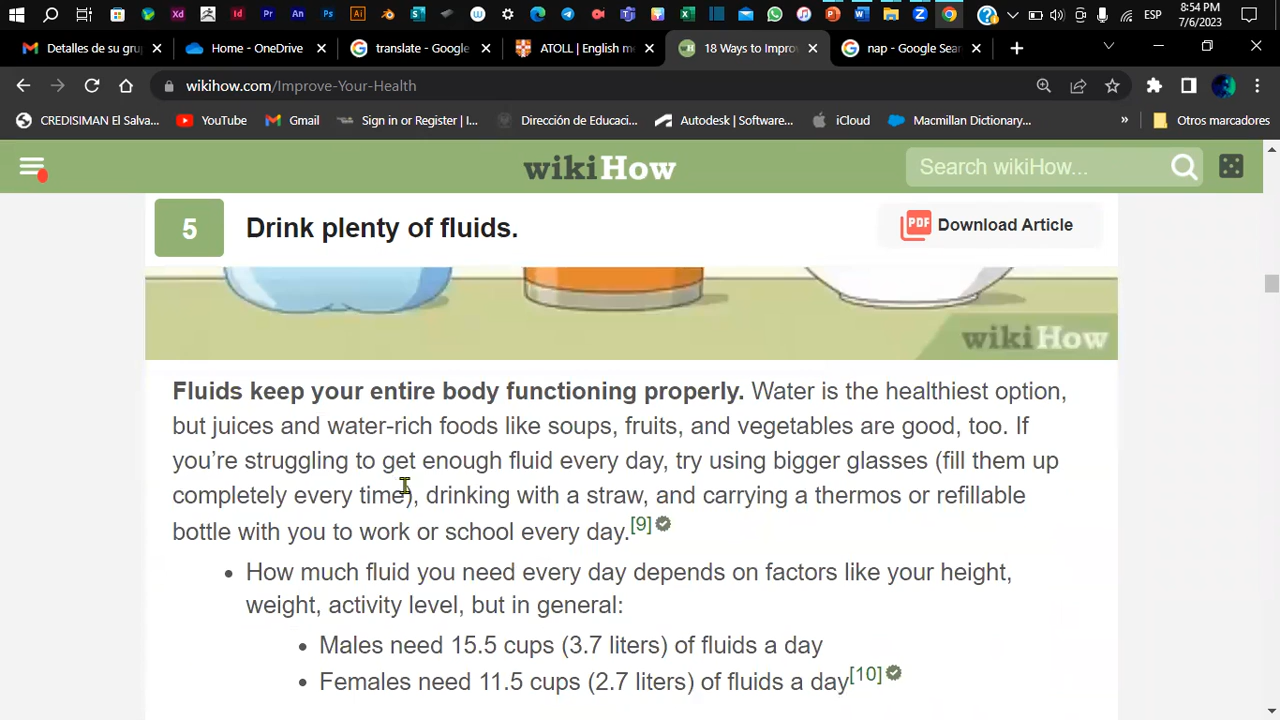 Xd Id Pr Ps Ai S W P W Z ESP 8:54 PM 7/6/2023
Detalles de su gru Home - OneDrive translate - Google ATOLL | English m 18 Ways to Impro nap - Google Sear
wikihow.com/Improve-Your-Health
CREDISIMAN El Salva... YouTube Gmail Sign in or Register | I... Dirección de Educaci... Autodesk | Software... iCloud Macmillan Dictionary... » Otros marcadores
wikiHow Search wikiHow...
5 Drink plenty of fluids. PDF Download Article
wikiHow
Fluids keep your entire body functioning properly. Water is the healthiest option,
but juices and water-rich foods like soups, fruits, and vegetables are good, too. If
you're struggling to get enough fluid every day, try using bigger glasses (fill them up
completely every time), drinking with a straw, and carrying a thermos or refillable
bottle with you to work or school every day.[9]
• How much fluid you need every day depends on factors like your height,
weight, activity level, but in general:
• Males need 15.5 cups (3.7 liters) of fluids a day
• Females need 11.5 cups (2.7 liters) of fluids a day[10]